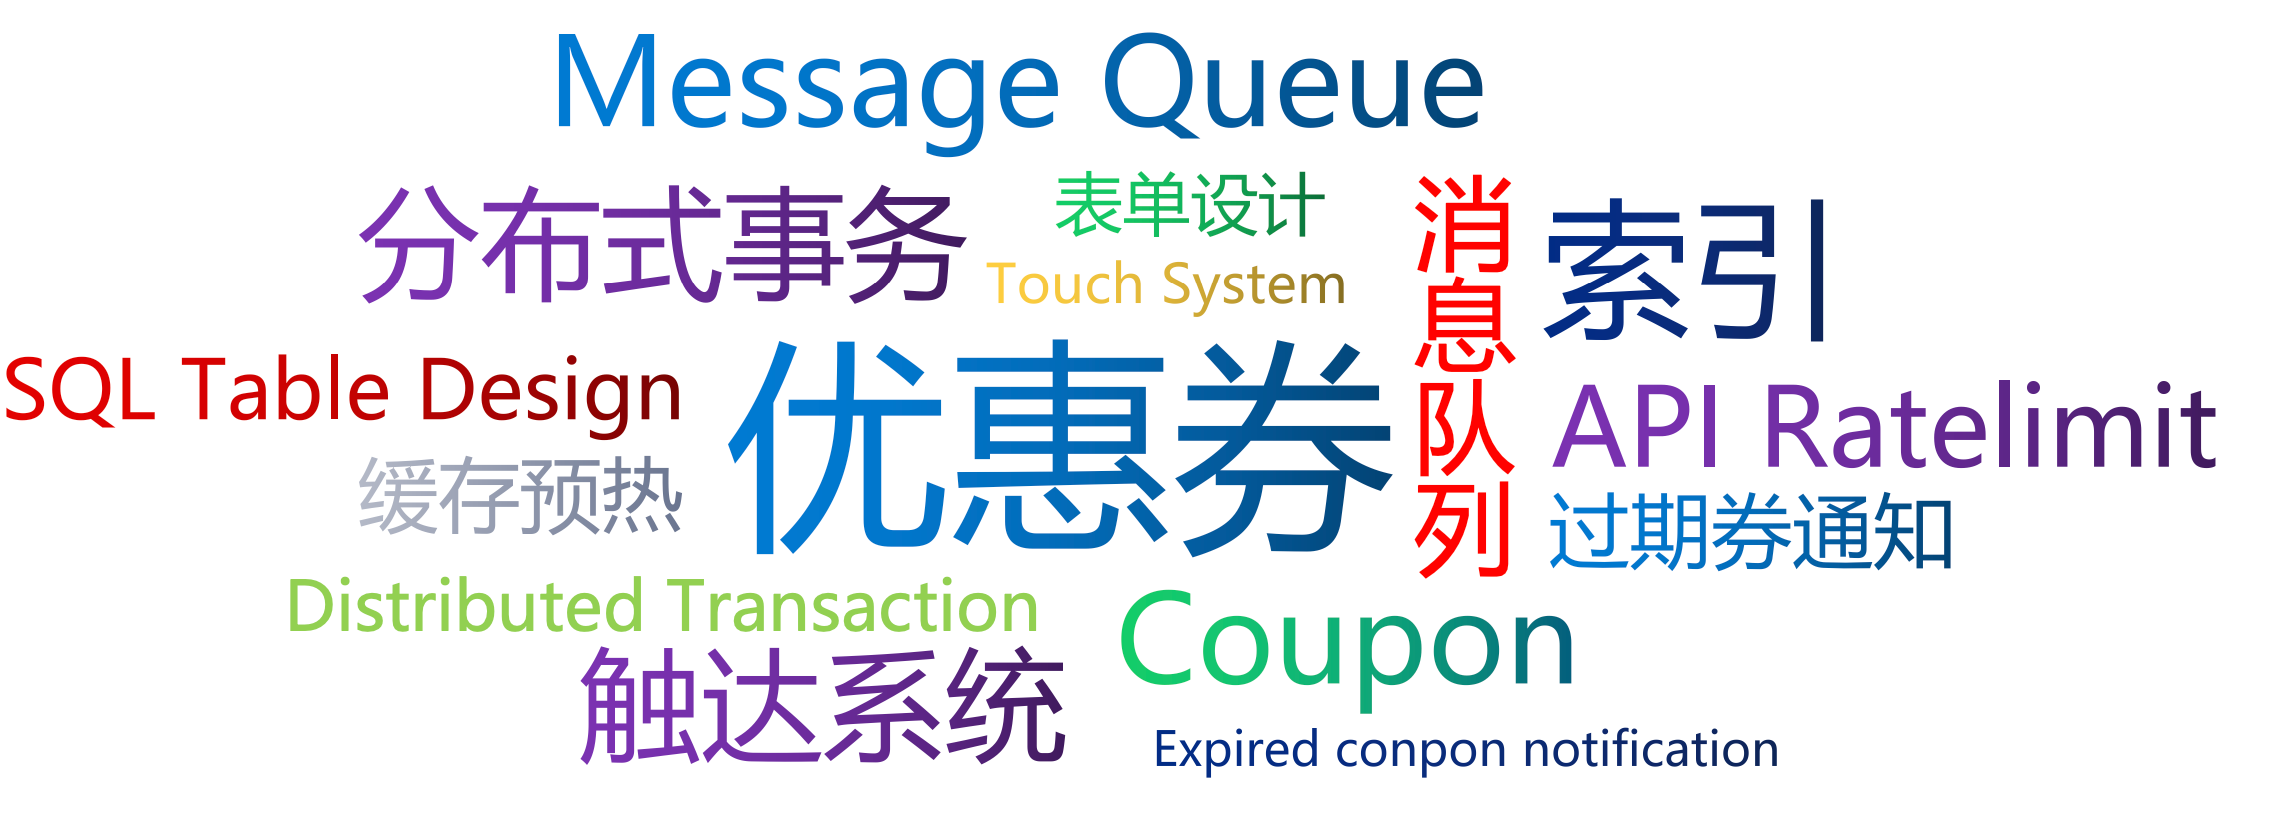 Message Queue
分布式事务
表单设计
Touch System
消息队列
索引
SQL Table Design
优惠券
API Ratelimit
缓存预热
过期券通知
Distributed Transaction
Coupon
触达系统
Expired conpon notification